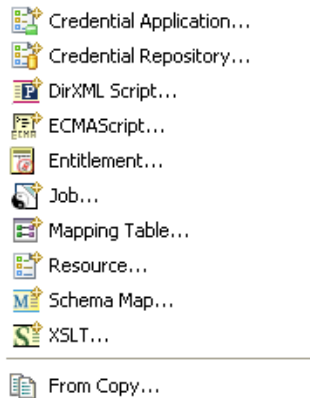 Credential Application...
Credential Repository...
DirXML Script...
ECMAScript...
Entitlement...
Job...
Mapping Table...
Resource...
Schema Map...
XSLT...
From Copy...